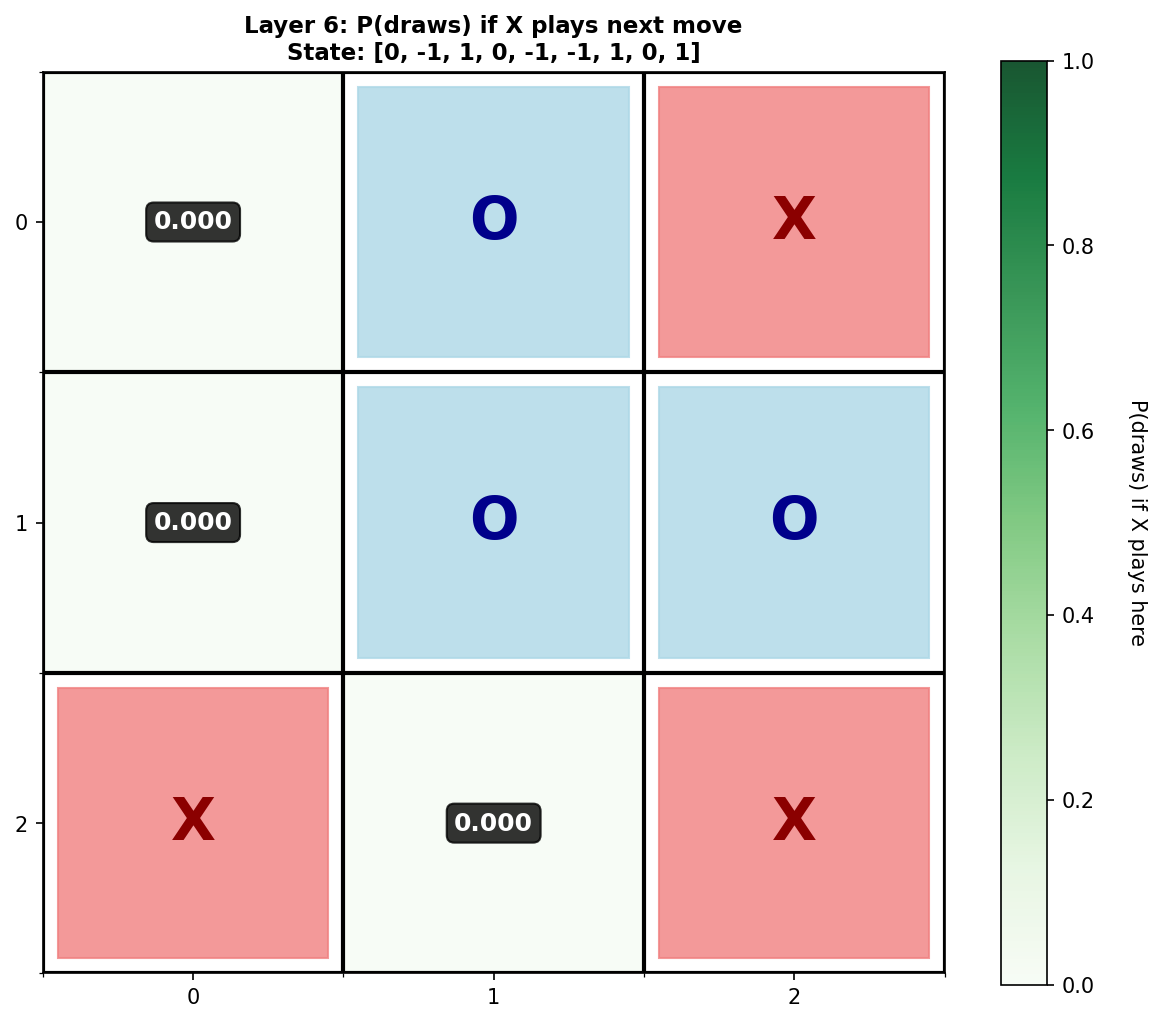 Layer 6: P(draws) if X plays next move
State: [0, -1, 1, 0, -1, -1, 1, 0, 1]
0 0.000 O X
1 0.000 O O
2 X 0.000 X
0 1 2
1.0
0.8
0.6
0.4
0.2
0.0
P(draws) if X plays here